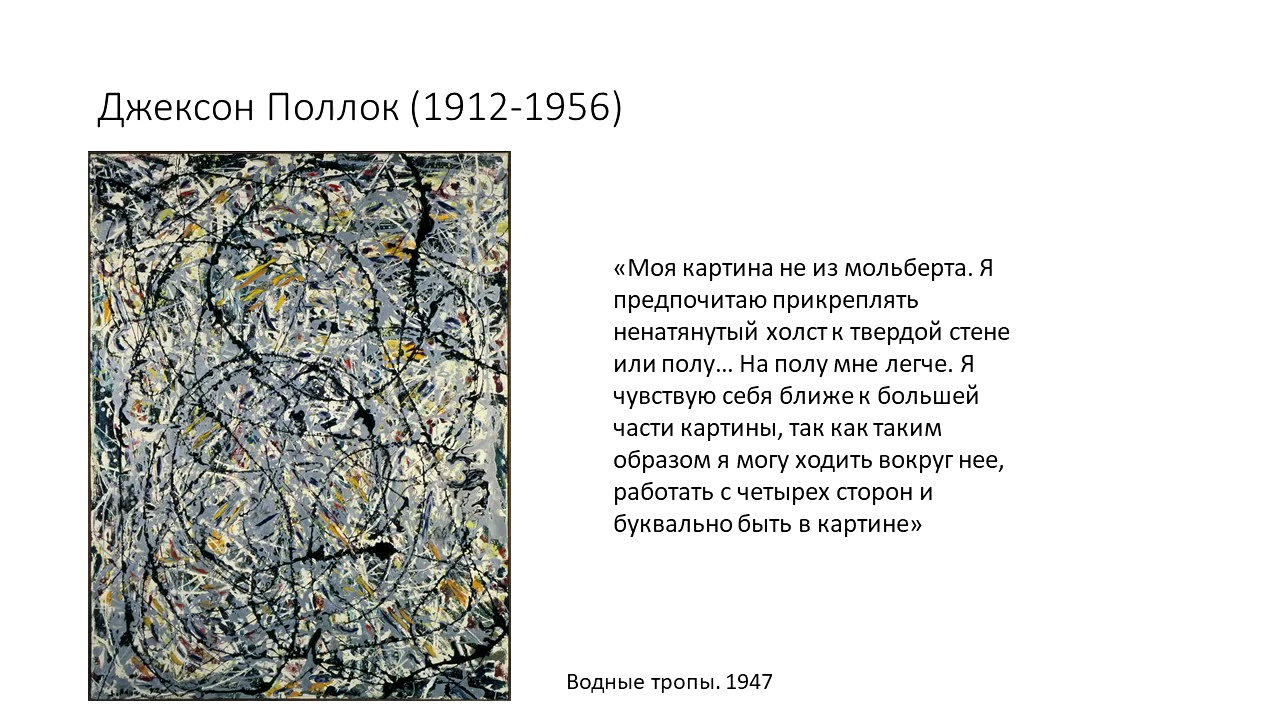 Джексон Поллок (1912-1956)
«Моя картина не из мольберта. Я
предпочитаю прикреплять
ненатянутый холст к твердой стене
или полу… На полу мне легче. Я
чувствую себя ближе к большей
части картины, так как таким
образом я могу ходить вокруг нее,
работать с четырех сторон и
буквально быть в картине»
Водные тропы. 1947